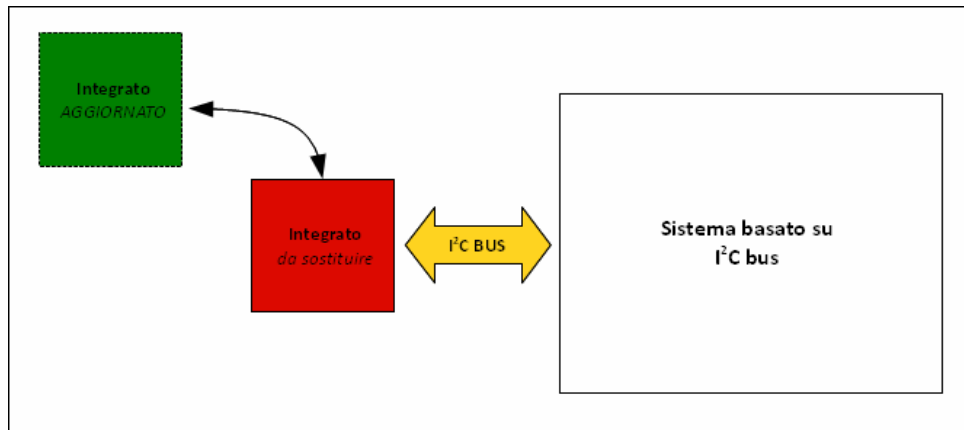 Integrato
AGGIORNATO
Integrato
da sostituire
I²C BUS
Sistema basato su
I²C bus